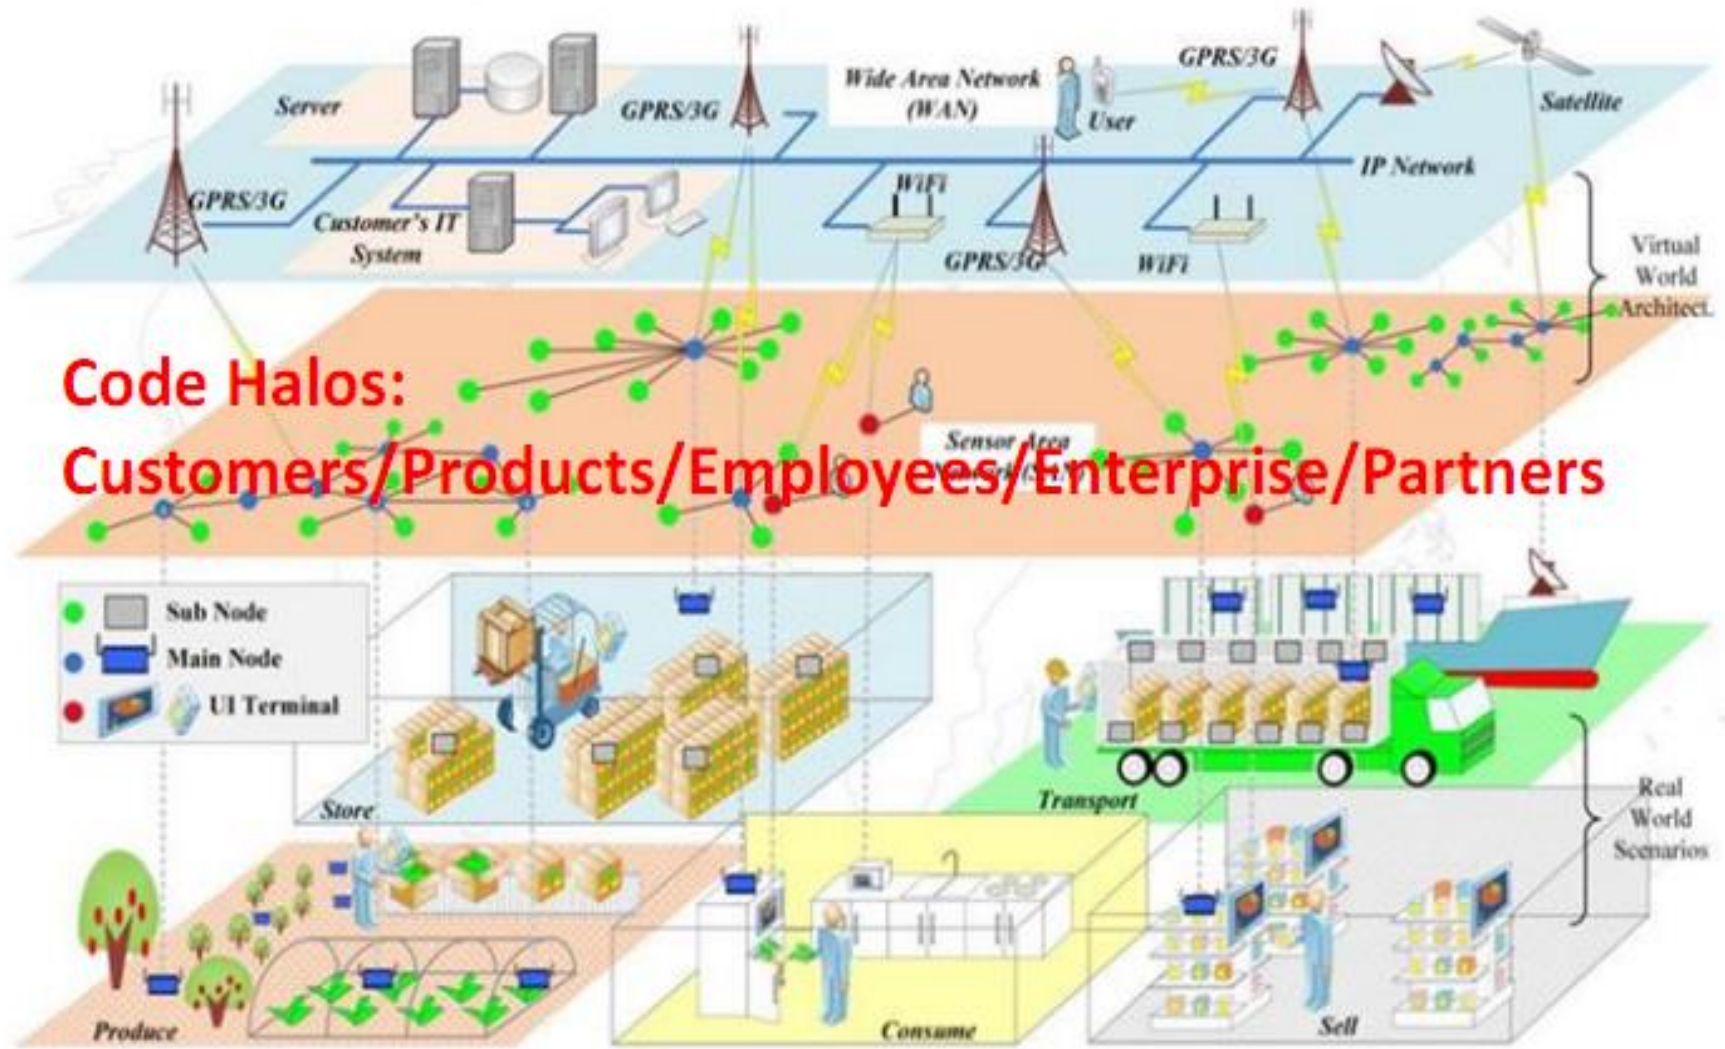 GPRS/3G
Server
GPRS/3G
Wide Area Network
(WAN)
User
GPRS/3G
Satellite
IP Network
GPRS/3G
Customer's IT
System
WiFi
GPRS/3G
WiFi
Virtual
World
Architect.
Code Halos:
Sensor Area
Customers/Products/Employees/Enterprise/Partners
Sub Node
Main Node
UI Terminal
Store
Transport
Real
World
Scenarios
Produce
Consume
Sell